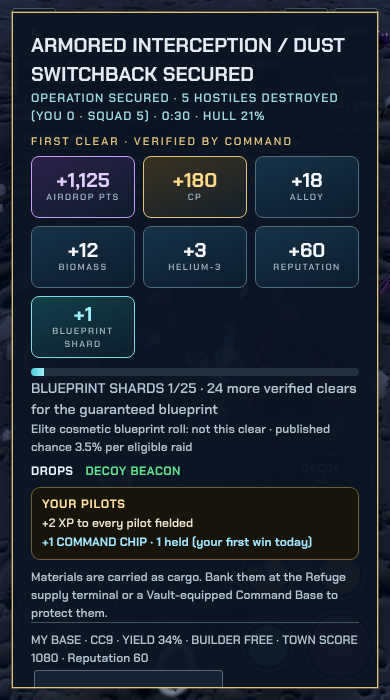 ARMORED INTERCEPTION / DUST
SWITCHBACK SECURED
OPERATION SECURED · 5 HOSTILES DESTROYED
(YOU 0 · SQUAD 5) · 0:30 · HULL 21%
FIRST CLEAR · VERIFIED BY COMMAND
+1,125
AIRDROP PTS
+180
CP
+18
ALLOY
+12
BIOMASS
+3
HELIUM-3
+60
REPUTATION
+1
BLUEPRINT
SHARD
BLUEPRINT SHARDS 1/25 · 24 more verified clears
for the guaranteed blueprint
Elite cosmetic blueprint roll: not this clear · published
chance 3.5% per eligible raid
DROPS DECOY BEACON
YOUR PILOTS
+2 XP to every pilot fielded
+1 COMMAND CHIP · 1 held (your first win today)
Materials are carried as cargo. Bank them at the Refuge
supply terminal or a Vault-equipped Command Base to
protect them.
MY BASE · CC9 · YIELD 34% · BUILDER FREE · TOWN SCORE
1080 · Reputation 60